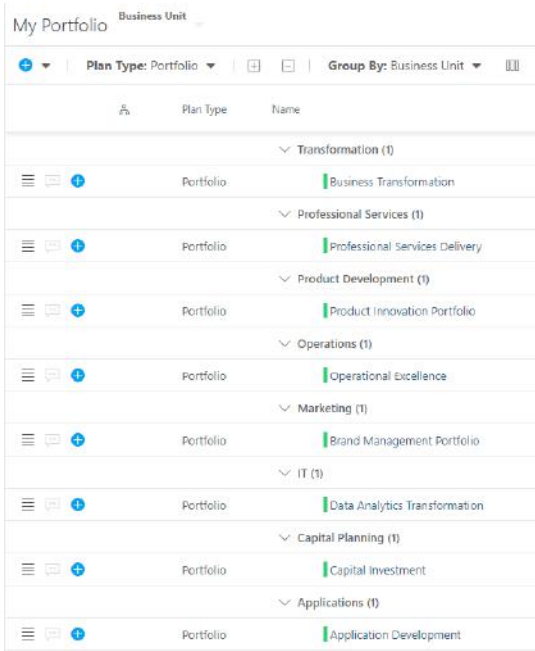 My Portfolio Business Unit
Plan Type: Portfolio Group By: Business Unit
Plan Type Name
Transformation (1)
Portfolio Business Transformation
Professional Services (1)
Portfolio Professional Services Delivery
Product Development (1)
Portfolio Product Innovation Portfolio
Operations (1)
Portfolio Operational Excellence
Marketing (1)
Portfolio Brand Management Portfolio
IT (1)
Portfolio Data Analytics Transformation
Capital Planning (1)
Portfolio Capital Investment
Applications (1)
Portfolio Application Development